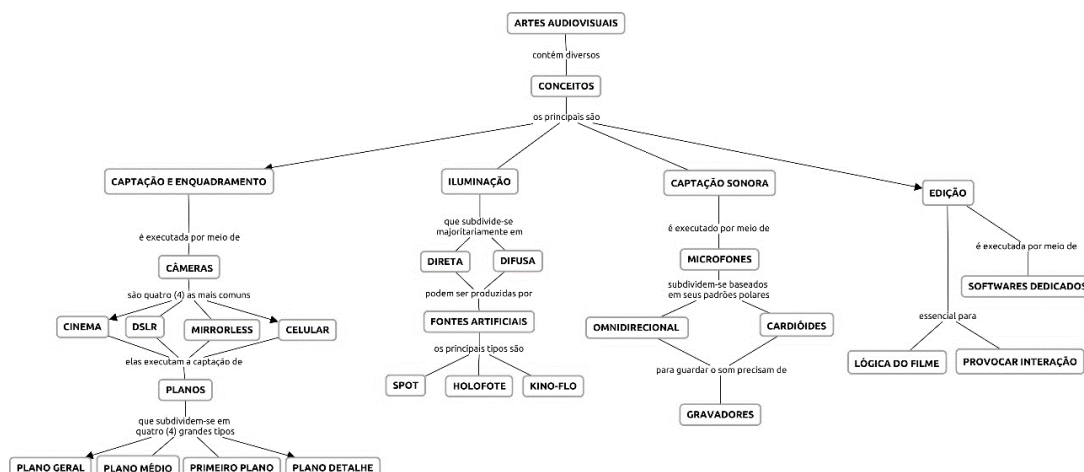 ARTES AUDIOVISUAIS
contém diversos
CONCEITOS
os principais são
CAPTAÇÃO E ENQUADRAMENTO
é executada por meio de
CÂMERAS
são quatro (4) as mais comuns
CINEMA
DSLR
MIRRORLESS
CELULAR
elas executam a captação de
PLANOS
que subdividem-se em
quatro (4) grandes tipos
PLANO GERAL
PLANO MÉDIO
PRIMEIRO PLANO
PLANO DETALHE
ILUMINAÇÃO
que subdivide-se
majoritariamente em
DIRETA
DIFUSA
podem ser produzidas por
FONTES ARTIFICIAIS
os principais tipos são
SPOT
HOLOFOTE
KINO-FLO
CAPTAÇÃO SONORA
é executado por meio de
MICROFONES
subdividem-se baseados
em seus padrões polares
OMNIDIRECIONAL
CARDIÓIDES
para guardar o som precisam de
GRAVADORES
EDIÇÃO
é executada por meio de
SOFTWARES DEDICADOS
essencial para
LÓGICA DO FILME
PROVOCAR INTERAÇÃO